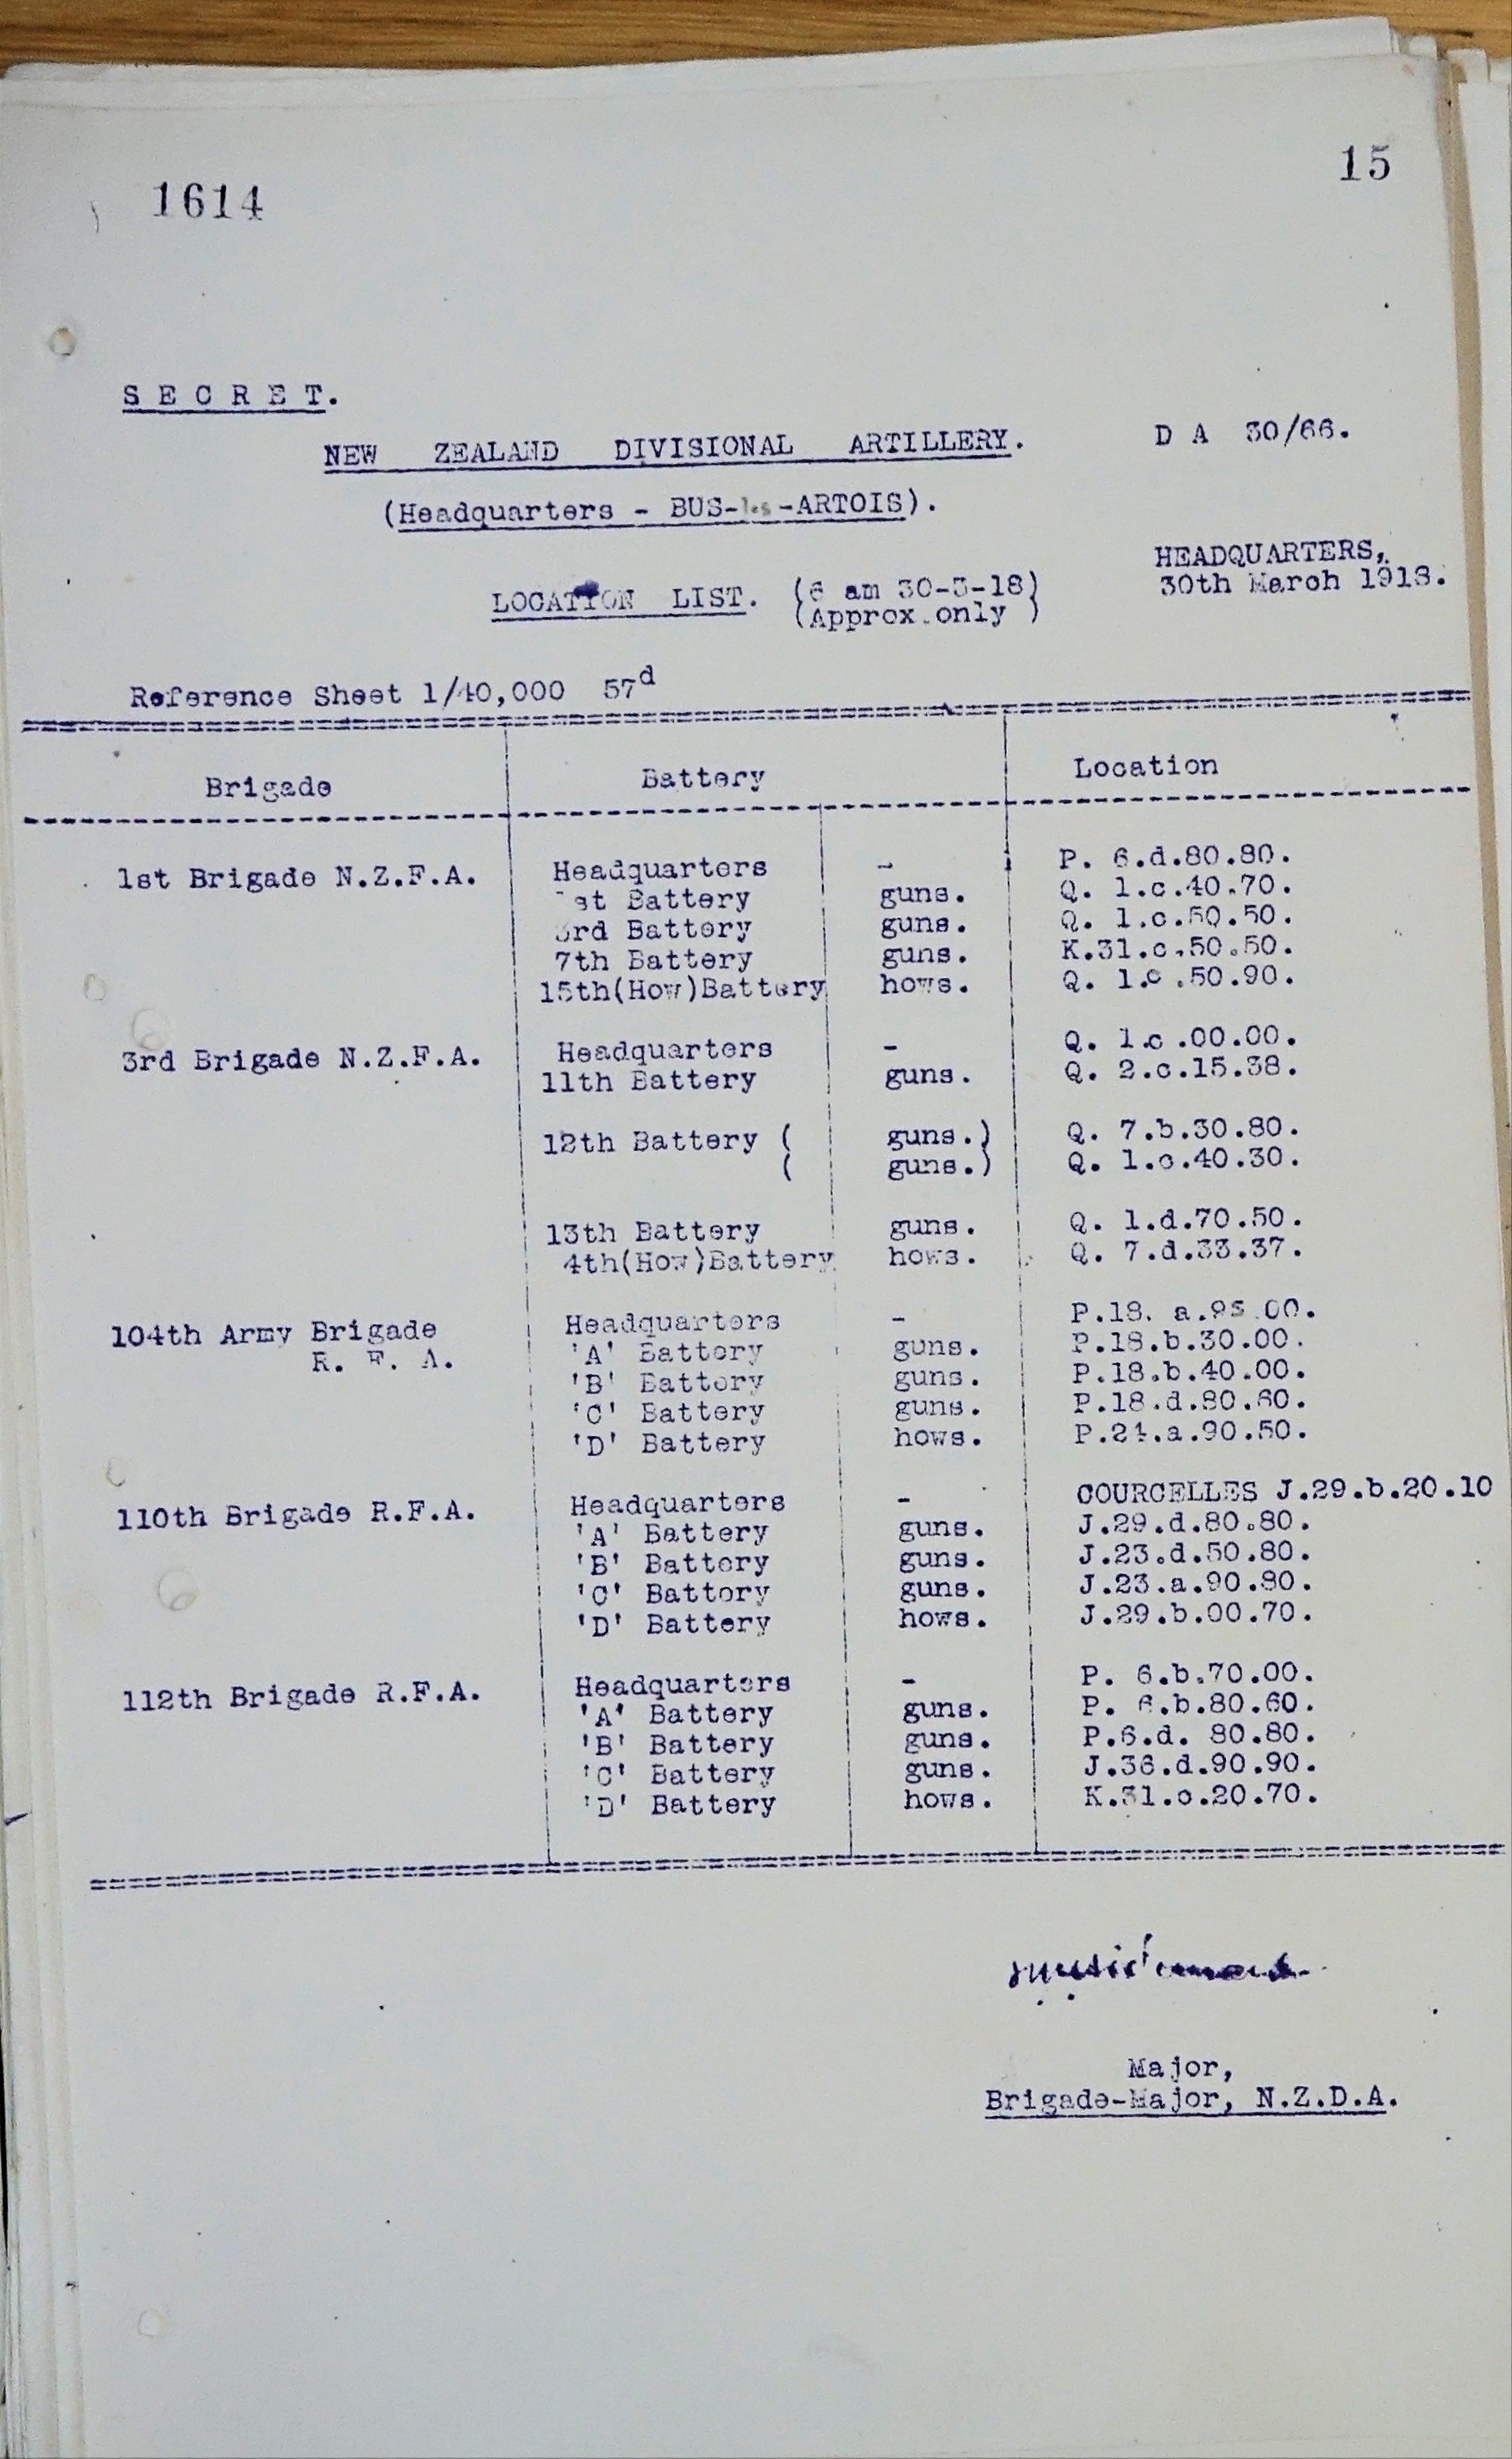 1614
15
S E C R E T.
NEW ZEALAND DIVISIONAL ARTILLERY.
D A 30/66.
(Headquarters - BUS-les-ARTOIS).
HEADQUARTERS,
30th March 1918.
LOCATION LIST. (6 am 30-3-18)
(Approx.only )
Reference Sheet 1/40,000 57d
Brigade Battery Location
1st Brigade N.Z.F.A. Headquarters - P. 6.d.80.80.
1st Battery guns. Q. 1.c.40.70.
3rd Battery guns. Q. 1.c.50.50.
7th Battery guns. K.31.c.50.50.
15th(How)Battery hows. Q. 1.c .50.90.
3rd Brigade N.Z.F.A. Headquarters - Q. 1.c .00.00.
11th Battery guns. Q. 2.c.15.38.
12th Battery ( guns.) Q. 7.b.30.80.
( guns.) Q. 1.c.40.30.
13th Battery guns. Q. 1.d.70.50.
4th(How)Battery hows. Q. 7.d.33.37.
104th Army Brigade Headquarters - P.18. a.95.00.
R. F. A. 'A' Battery guns. P.18.b.30.00.
'B' Battery guns. P.18.b.40.00.
'C' Battery guns. P.18.d.80.60.
'D' Battery hows. P.24.a.90.50.
110th Brigade R.F.A. Headquarters - COURCELLES J.29.b.20.10
'A' Battery guns. J.29.d.80.80.
'B' Battery guns. J.23.d.50.80.
'C' Battery guns. J.23.a.90.80.
'D' Battery hows. J.29.b.00.70.
112th Brigade R.F.A. Headquarters - P. 6.b.70.00.
'A' Battery guns. P. 6.b.80.60.
'B' Battery guns. P.6.d. 80.80.
'C' Battery guns. J.36.d.90.90.
'D' Battery hows. K.31.c.20.70.
Major,
Brigade-Major, N.Z.D.A.